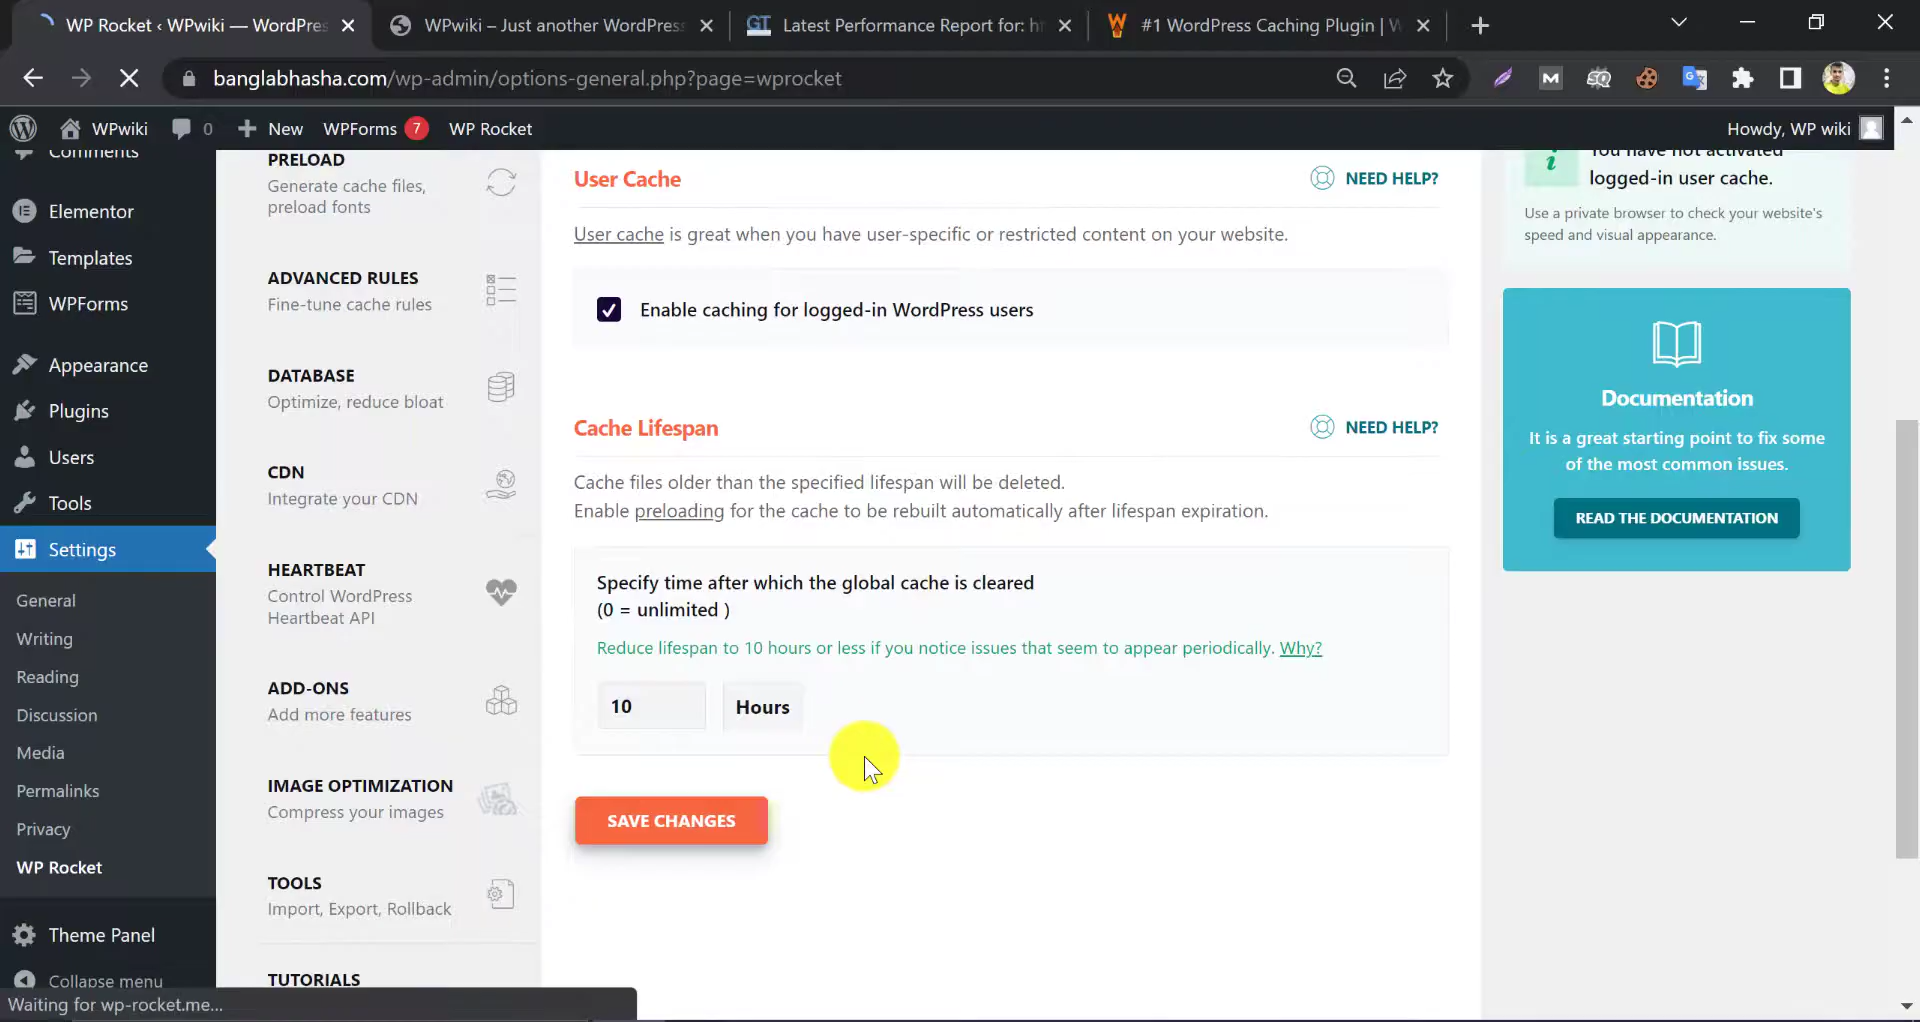 WP Rocket ‹ WPwiki — WordPres
WPwiki – Just another WordPress
GT
Latest Performance Report for: ht
#1 WordPress Caching Plugin | W
banglabhasha.com/wp-admin/options-general.php?page=wprocket
WPwiki
0
New
WPForms 7
WP Rocket
Howdy, WP wiki
Comments
Elementor
Templates
WPForms
Appearance
Plugins
Users
Tools
Settings
General
Writing
Reading
Discussion
Media
Permalinks
Privacy
WP Rocket
Theme Panel
Collapse menu
Waiting for wp-rocket.me...
PRELOAD
Generate cache files,
preload fonts
ADVANCED RULES
Fine-tune cache rules
DATABASE
Optimize, reduce bloat
CDN
Integrate your CDN
HEARTBEAT
Control WordPress
Heartbeat API
ADD-ONS
Add more features
IMAGE OPTIMIZATION
Compress your images
TOOLS
Import, Export, Rollback
TUTORIALS
User Cache
NEED HELP?
User cache is great when you have user-specific or restricted content on your website.
Enable caching for logged-in WordPress users
Cache Lifespan
NEED HELP?
Cache files older than the specified lifespan will be deleted.
Enable preloading for the cache to be rebuilt automatically after lifespan expiration.
Specify time after which the global cache is cleared
(0 = unlimited )
Reduce lifespan to 10 hours or less if you notice issues that seem to appear periodically. Why?
10
Hours
SAVE CHANGES
You have not activated
logged-in user cache.
Use a private browser to check your website's
speed and visual appearance.
Documentation
It is a great starting point to fix some
of the most common issues.
READ THE DOCUMENTATION